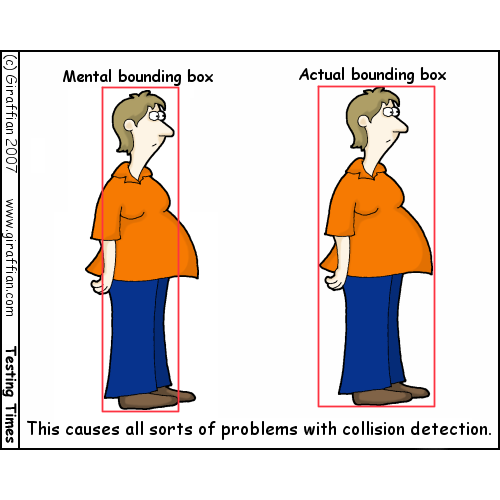 Mental bounding box
Actual bounding box
This causes all sorts of problems with collision detection.
(c) Giraffian 2007
www.giraffian.com
Testing Times